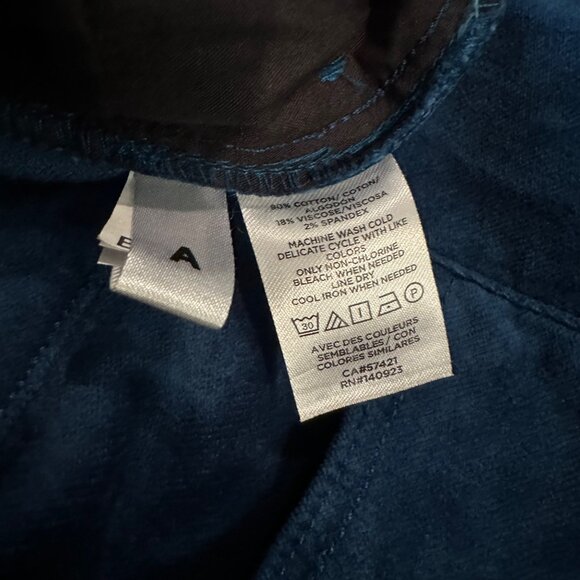 80% COTTON/ COTON/
ALGODÓN
18% VISCOSE/VISCOSA
2% SPANDEX
MACHINE WASH COLD
DELICATE CYCLE WITH LIKE
COLORS
ONLY NON-CHLORINE
BLEACH WHEN NEEDED
LINE DRY
COOL IRON WHEN NEEDED
30 P
AVEC DES COULEURS
SEMBLABLES / CON
COLORES SIMILARES
CA#57421
RN#140923
E
A